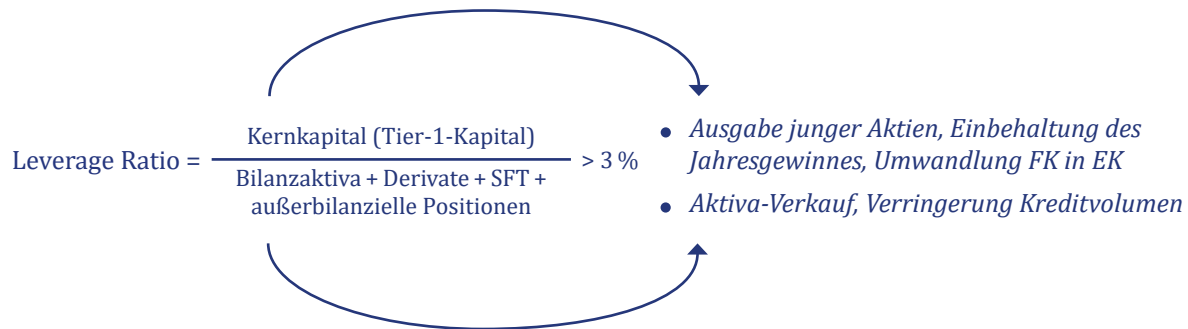 Leverage Ratio =
Kernkapital (Tier-1-Kapital)
Bilanzaktiva + Derivate + SFT +
außerbilanzielle Positionen
> 3 %
• Ausgabe junger Aktien, Einbehaltung des
Jahresgewinnes, Umwandlung FK in EK
• Aktiva-Verkauf, Verringerung Kreditvolumen